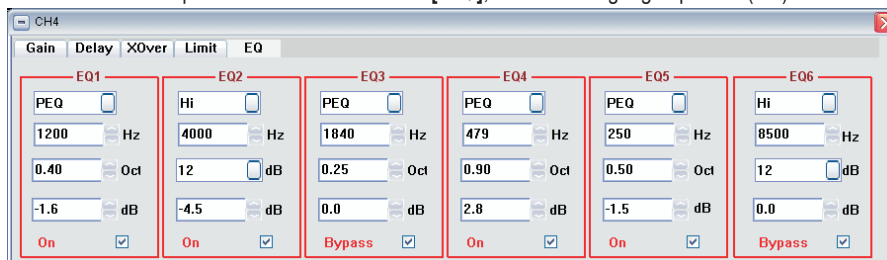 CH4
Gain Delay XOver Limit EQ
EQ1 EQ2 EQ3 EQ4 EQ5 EQ6
PEQ Hi PEQ PEQ PEQ Hi
1200 Hz 4000 Hz 1840 Hz 479 Hz 250 Hz 8500 Hz
0.40 Oct 12 dB 0.25 Oct 0.90 Oct 0.50 Oct 12 dB
-1.6 dB -4.5 dB 0.0 dB 2.8 dB -1.5 dB 0.0 dB
On On Bypass On On Bypass